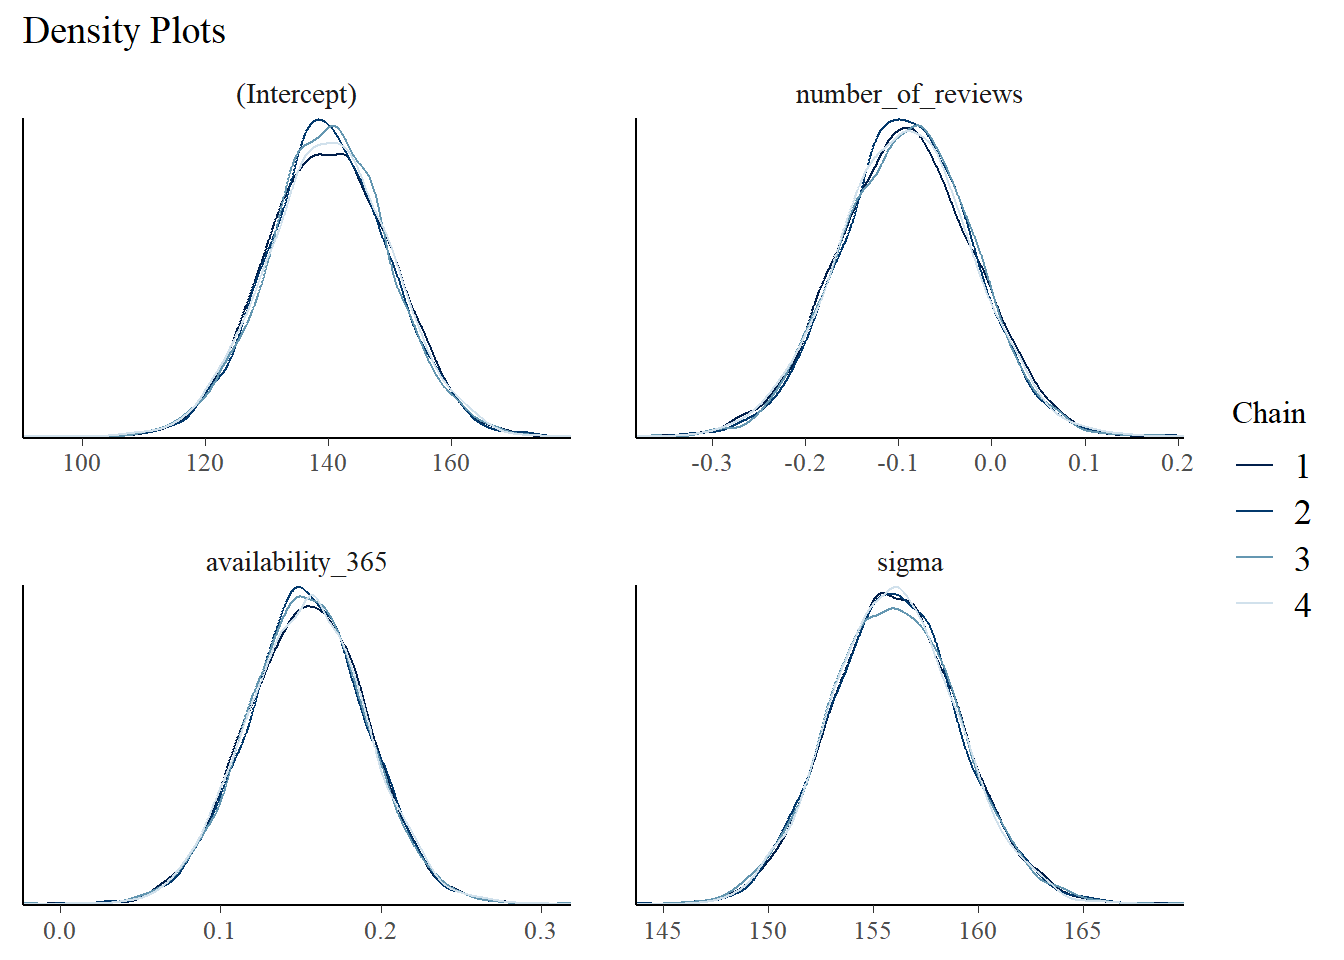 Density Plots
(Intercept)
number_of_reviews
100 120 140 160
-0.3 -0.2 -0.1 0.0 0.1 0.2
availability_365
sigma
0.0 0.1 0.2 0.3
145 150 155 160 165
Chain
1
2
3
4